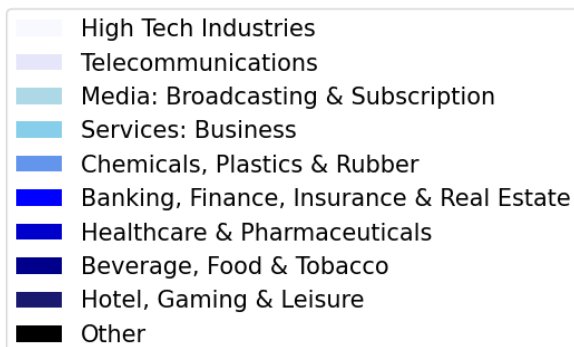 High Tech Industries
Telecommunications
Media: Broadcasting & Subscription
Services: Business
Chemicals, Plastics & Rubber
Banking, Finance, Insurance & Real Estate
Healthcare & Pharmaceuticals
Beverage, Food & Tobacco
Hotel, Gaming & Leisure
Other